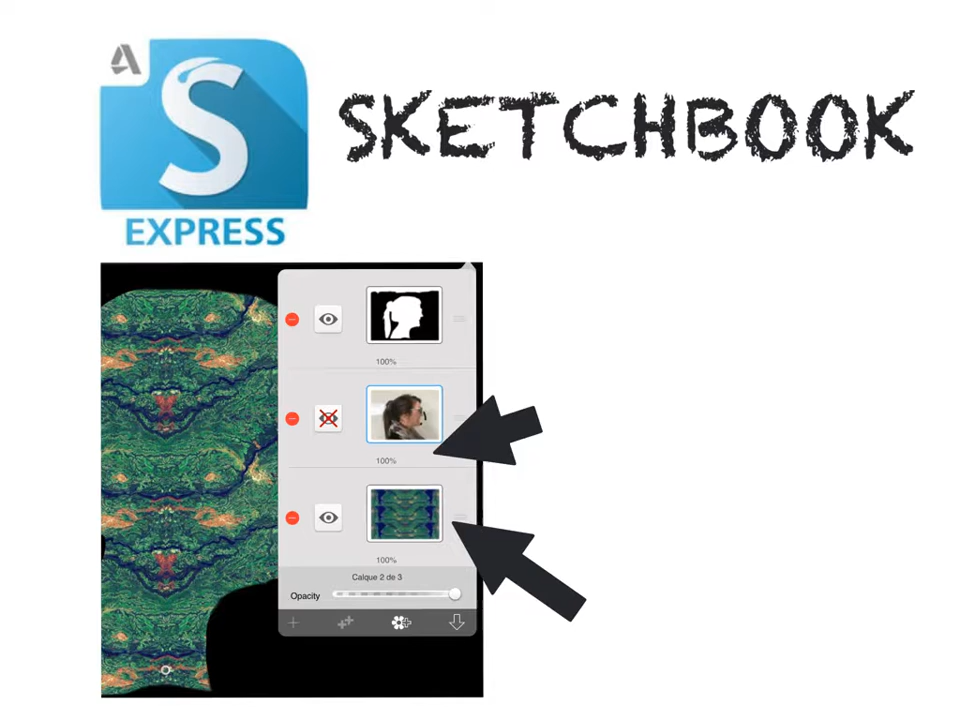 S
EXPRESS
SKETCHBOOK
100%
100%
100%
Calque 2 de 3
Opacity